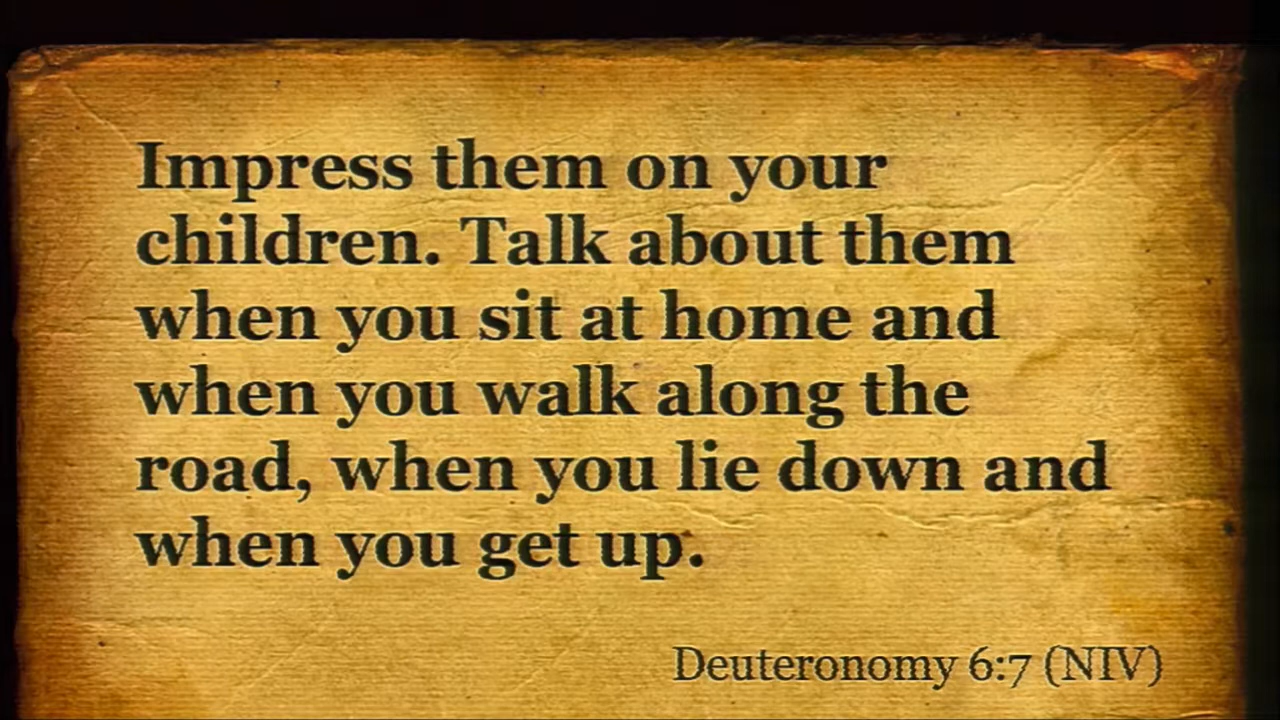 Impress them on your
children. Talk about them
when you sit at home and
when you walk along the
road, when you lie down and
when you get up.
Deuteronomy 6:7 (NIV)